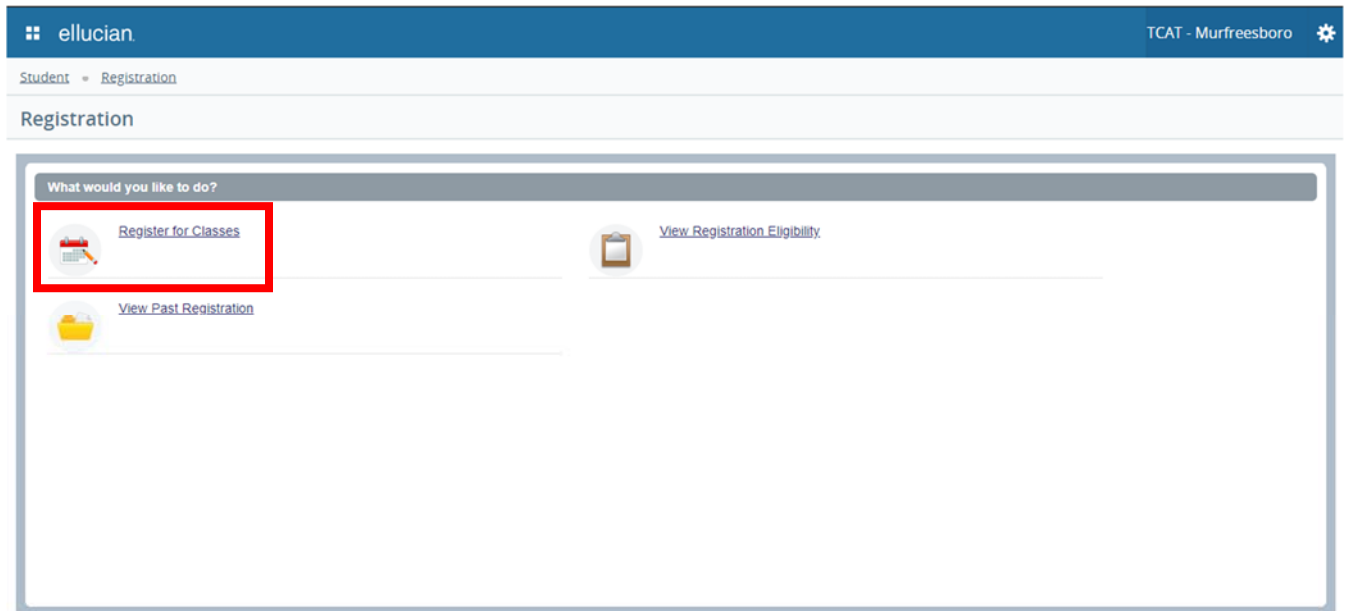 ellucian.
TCAT - Murfreesboro
Student Registration
Registration
What would you like to do?
Register for Classes
View Registration Eligibility
View Past Registration